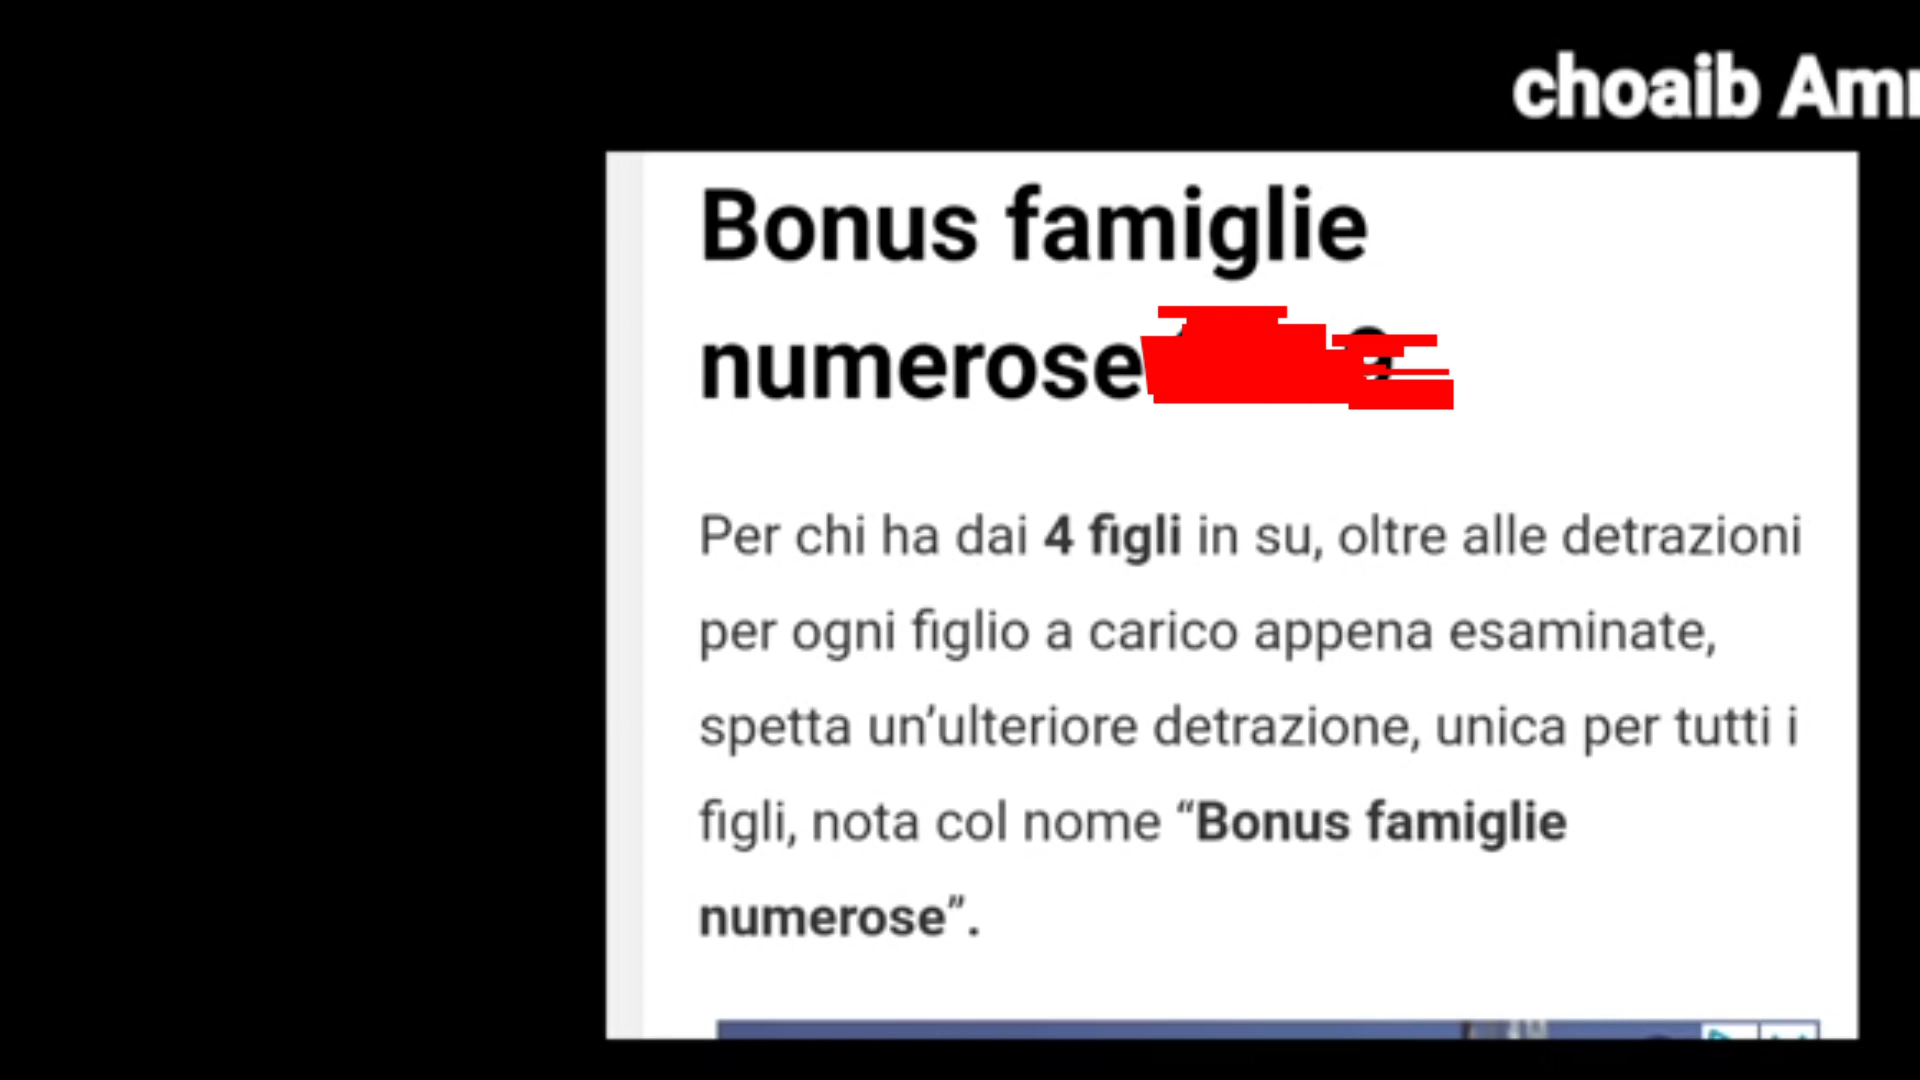 choaib
Bonus famiglie
numerose
Per chi ha dai 4 figli in su, oltre alle detrazioni
per ogni figlio a carico appena esaminate,
spetta un’ulteriore detrazione, unica per tutti i
figli, nota col nome “Bonus famiglie
numerose”.